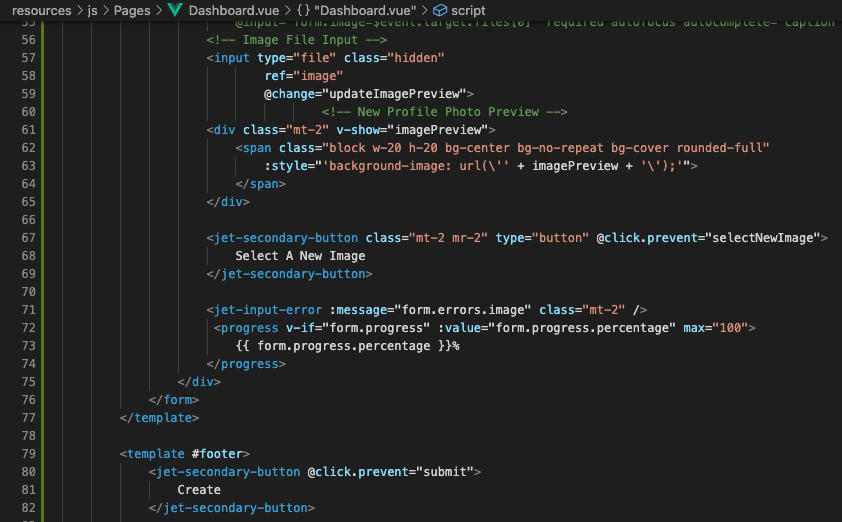 resources > js > Pages > Dashboard.vue > {} "Dashboard.vue" > script
53 @input="form.image=$event.target.files[0]" required autofocus autocomplete="caption
56 <!-- Image File Input -->
57 <input type="file" class="hidden"
58 ref="image"
59 @change="updateImagePreview">
60 <!-- New Profile Photo Preview -->
61 <div class="mt-2" v-show="imagePreview">
62 <span class="block w-20 h-20 bg-center bg-no-repeat bg-cover rounded-full"
63 :style="'background-image: url(\'' + imagePreview + '\');'">
64 </span>
65 </div>
66
67 <jet-secondary-button class="mt-2 mr-2" type="button" @click.prevent="selectNewImage">
68 Select A New Image
69 </jet-secondary-button>
70
71 <jet-input-error :message="form.errors.image" class="mt-2" />
72 <progress v-if="form.progress" :value="form.progress.percentage" max="100">
73 {{ form.progress.percentage }}%
74 </progress>
75 </div>
76 </form>
77 </template>
78
79 <template #footer>
80 <jet-secondary-button @click.prevent="submit">
81 Create
82 </jet-secondary-button>